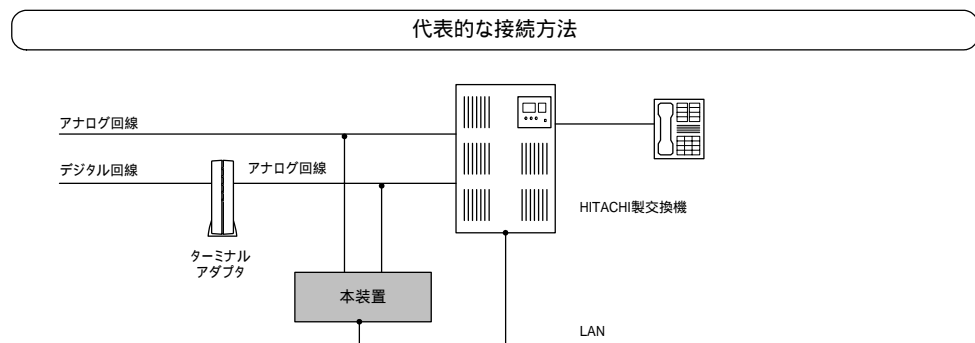 代表的な接続方法
アナログ回線
デジタル回線
アナログ回線
HITACHI製交換機
ターミナル
アダプタ
本装置
LAN